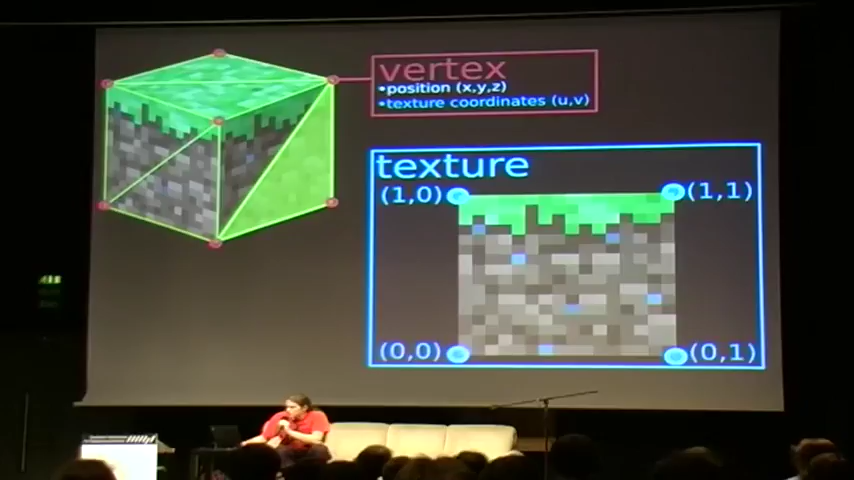 vertex
•position (x,y,z)
•texture coordinates (u,v)
texture
(1,0) (1,1)
(0,0) (0,1)